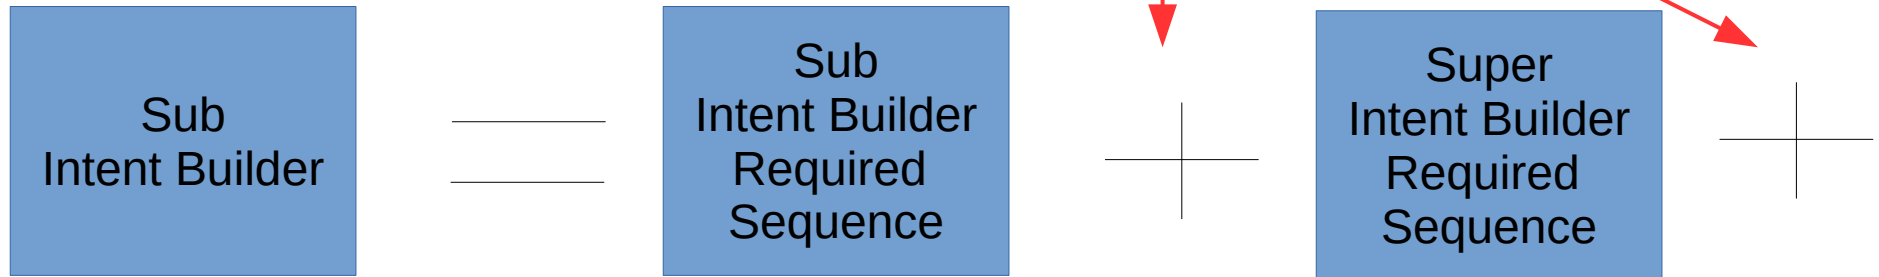 Sub
Intent Builder
Sub
Intent Builder
Required
Sequence
Super
Intent Builder
Required
Sequence